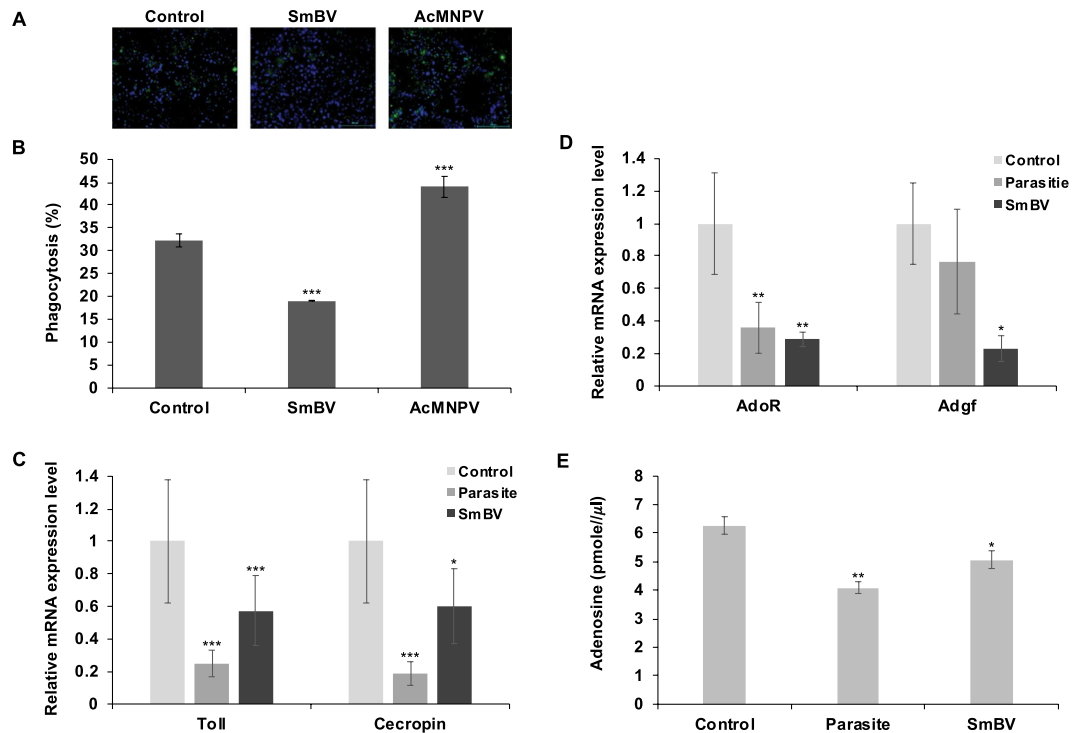 A
Control
SmBV
AcMNPV
B
Phagocytosis (%)
50
45
40
35
30
25
20
15
10
5
0
***
***
Control
SmBV
AcMNPV
C
Relative mRNA expression level
1.4
1.2
1
0.8
0.6
0.4
0.2
0
Control
Parasite
SmBV
***
***
***
*
Toll
Cecropin
D
Relative mRNA expression level
1.4
1.2
1
0.8
0.6
0.4
0.2
0
Control
Parasitie
SmBV
**
**
*
AdoR
Adgf
E
Adenosine (pmole//μl)
8
7
6
5
4
3
2
1
0
**
*
Control
Parasite
SmBV